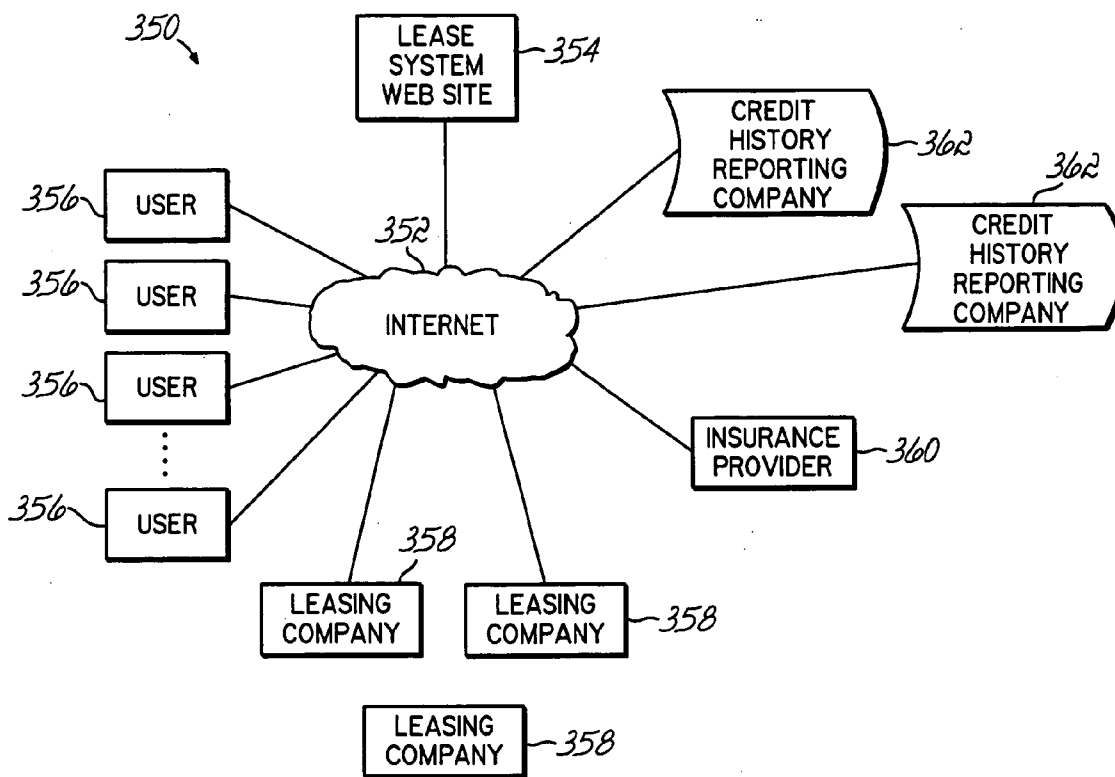 350
LEASE
SYSTEM
WEB SITE
354
CREDIT
HISTORY
REPORTING
COMPANY
362
362
CREDIT
HISTORY
REPORTING
COMPANY
356
USER
352
356
USER
INTERNET
356
USER
356
USER
INSURANCE
PROVIDER
360
358
LEASING
COMPANY
LEASING
COMPANY
358
LEASING
COMPANY
358